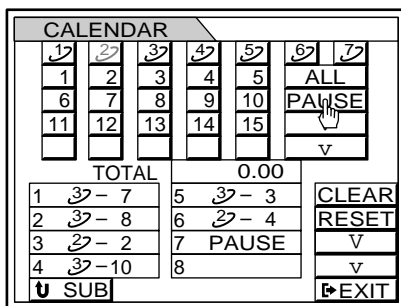 CALENDAR
1 2 3 4 5 6 7
1 2 3 4 5 ALL
6 7 8 9 10 PAUSE
11 12 13 14 15
V
TOTAL 0.00
1 3 – 7 5 3 – 3 CLEAR
2 3 – 8 6 2 – 4 RESET
3 2 – 2 7 PAUSE V
4 3 –10 8 V
SUB EXIT